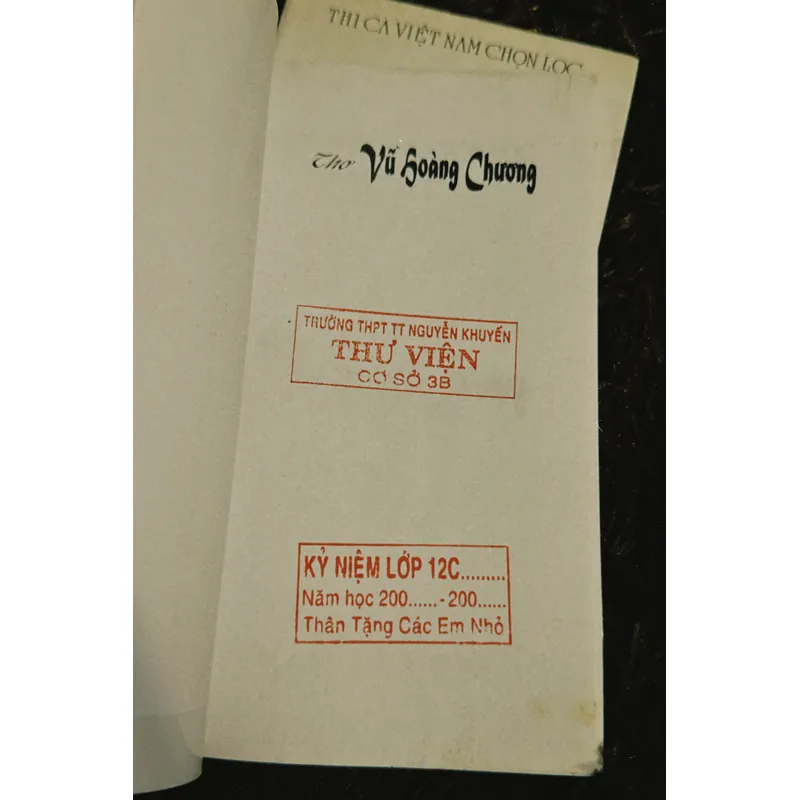 THI CA VIỆT NAM CHỌN LỌC
Thơ Vũ Hoàng Chương
TRƯỜNG THPT TT NGUYỄN KHUYẾN
THƯ VIỆN
CƠ SỞ 3B
KỶ NIỆM LỚP 12C.........
Năm học 200......-200......
Thân Tặng Các Em Nhỏ